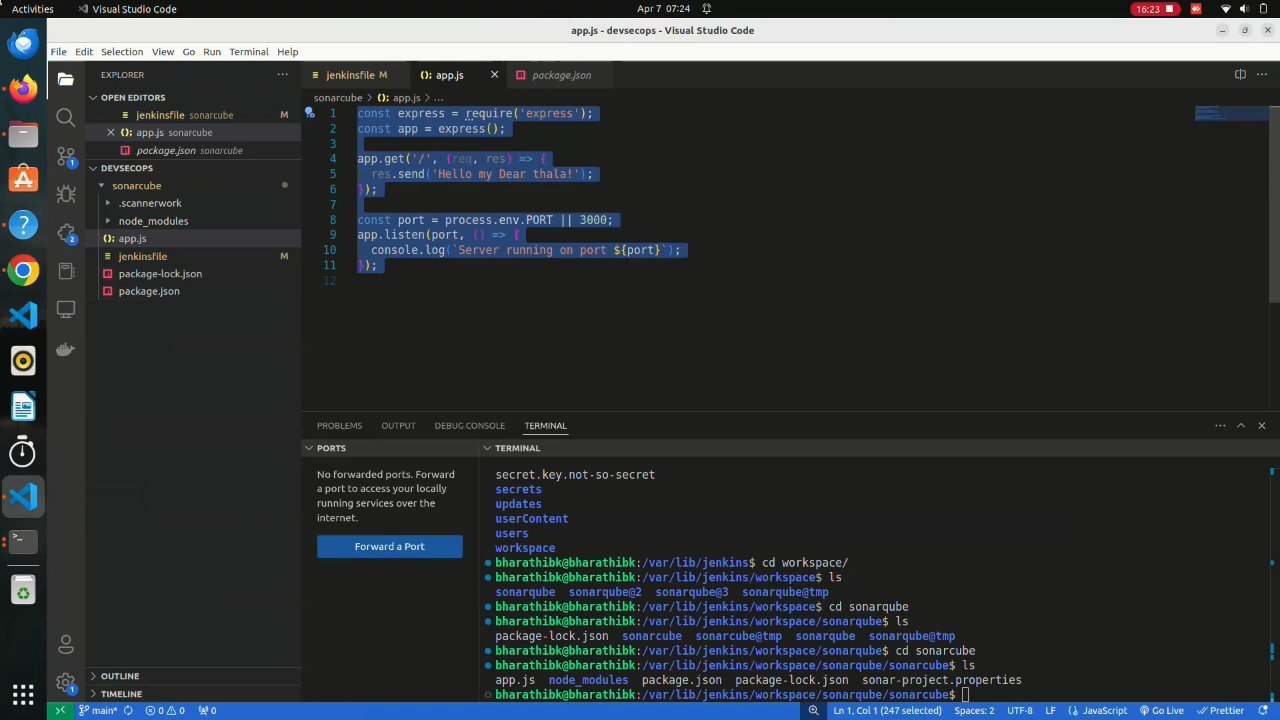 Activities
Visual Studio Code
Apr 7 07:24
16:23
app.js - devsecops - Visual Studio Code
File Edit Selection View Go Run Terminal Help
EXPLORER
OPEN EDITORS
jenkinsfile sonarcube M
app.js sonarcube
package.json sonarcube
DEVSECOPS
sonarcube
.scannerwork
node_modules
app.js
jenkinsfile M
package-lock.json
package.json
OUTLINE
TIMELINE
jenkinsfile M
app.js
package.json
sonarcube > app.js > ...
1 const express = require('express');
2 const app = express();
3
4 app.get('/', (req, res) => {
5 res.send('Hello my Dear thala!');
6 });
7
8 const port = process.env.PORT || 3000;
9 app.listen(port, () => {
10 console.log(`Server running on port ${port}`);
11 });
12
PROBLEMS OUTPUT DEBUG CONSOLE TERMINAL
PORTS
No forwarded ports. Forward
a port to access your locally
running services over the
internet.
Forward a Port
TERMINAL
secret.key.not-so-secret
secrets
updates
userContent
users
workspace
bharathibk@bharathibk:/var/lib/jenkins$ cd workspace/
bharathibk@bharathibk:/var/lib/jenkins/workspace$ ls
sonarqube sonarqube@2 sonarqube@3 sonarqube@tmp
bharathibk@bharathibk:/var/lib/jenkins/workspace$ cd sonarqube
bharathibk@bharathibk:/var/lib/jenkins/workspace/sonarqube$ ls
package-lock.json sonarcube sonarcube@tmp sonarqube sonarqube@tmp
bharathibk@bharathibk:/var/lib/jenkins/workspace/sonarqube$ cd sonarcube
bharathibk@bharathibk:/var/lib/jenkins/workspace/sonarqube/sonarcube$ ls
app.js node_modules package.json package-lock.json sonar-project.properties
bharathibk@bharathibk:/var/lib/jenkins/workspace/sonarqube/sonarcube$
1
2
1
main* 0 0 0
Ln 1, Col 1 (247 selected) Spaces: 2 UTF-8 LF JavaScript Go Live Prettier